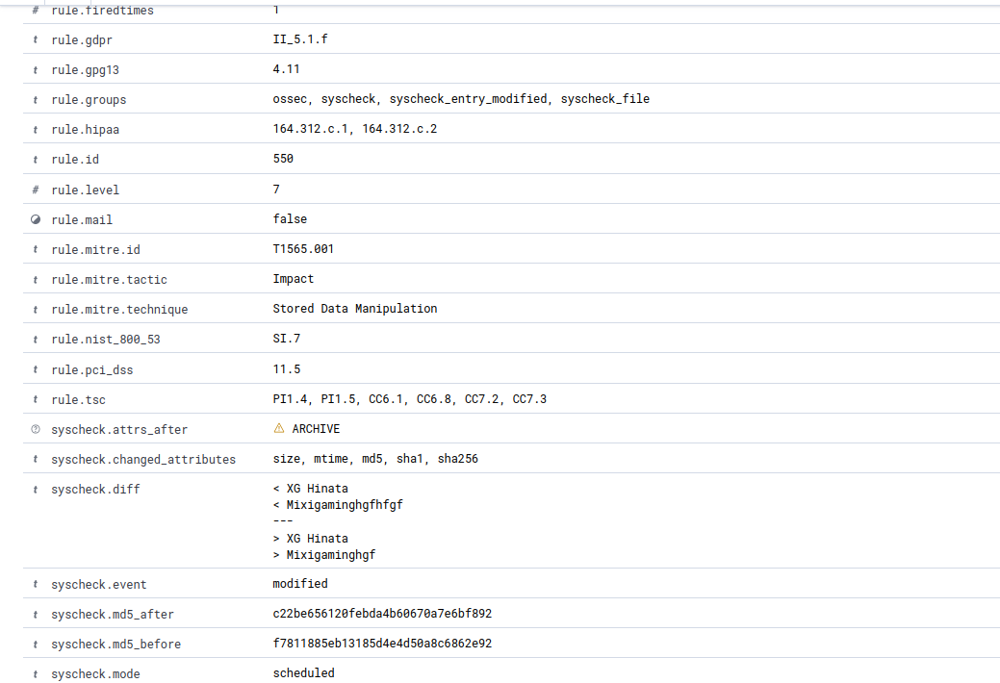 # rule.firedtimes 1
t rule.gdpr II_5.1.f
t rule.gpg13 4.11
t rule.groups ossec, syscheck, syscheck_entry_modified, syscheck_file
t rule.hipaa 164.312.c.1, 164.312.c.2
t rule.id 550
# rule.level 7
rule.mail false
t rule.mitre.id T1565.001
t rule.mitre.tactic Impact
t rule.mitre.technique Stored Data Manipulation
t rule.nist_800_53 SI.7
t rule.pci_dss 11.5
t rule.tsc PI1.4, PI1.5, CC6.1, CC6.8, CC7.2, CC7.3
? syscheck.attrs_after ARCHIVE
t syscheck.changed_attributes size, mtime, md5, sha1, sha256
t syscheck.diff < XG Hinata
< Mixigaminghgfhfgf
---
> XG Hinata
> Mixigaminghgf
t syscheck.event modified
t syscheck.md5_after c22be656120febda4b60670a7e6bf892
t syscheck.md5_before f7811885eb13185d4e4d50a8c6862e92
t syscheck.mode scheduled